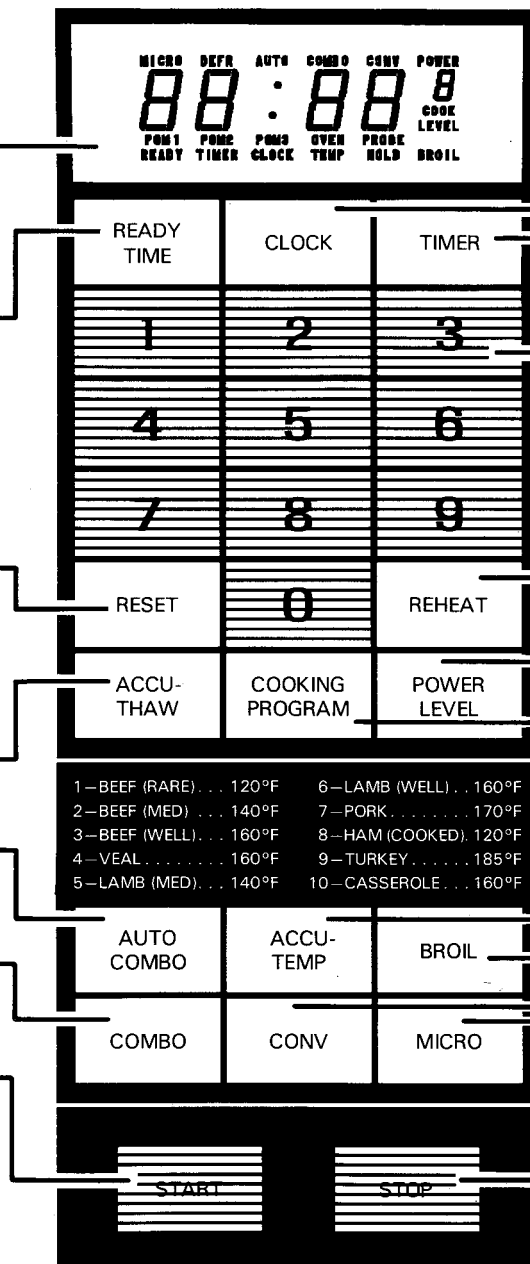 MICRO DEFR AUTO COMBO CONV POWER
88:88 8
COOK
LEVEL
PGM1 PGM2 PGM3 OVEN PROBE
READY TIMER CLOCK TEMP HOLD BROIL
READY
TIME
CLOCK
TIMER
1 2 3
4 5 6
7 8 9
RESET
0
REHEAT
ACCU-
THAW
COOKING
PROGRAM
POWER
LEVEL
1–BEEF (RARE)... 120°F 6–LAMB (WELL).. 160°F
2–BEEF (MED) ... 140°F 7–PORK........ 170°F
3–BEEF (WELL)... 160°F 8–HAM (COOKED). 120°F
4–VEAL........ 160°F 9–TURKEY...... 185°F
5–LAMB (MED)... 140°F 10–CASSEROLE... 160°F
AUTO
COMBO
ACCU-
TEMP
BROIL
COMBO
CONV
MICRO
START
STOP